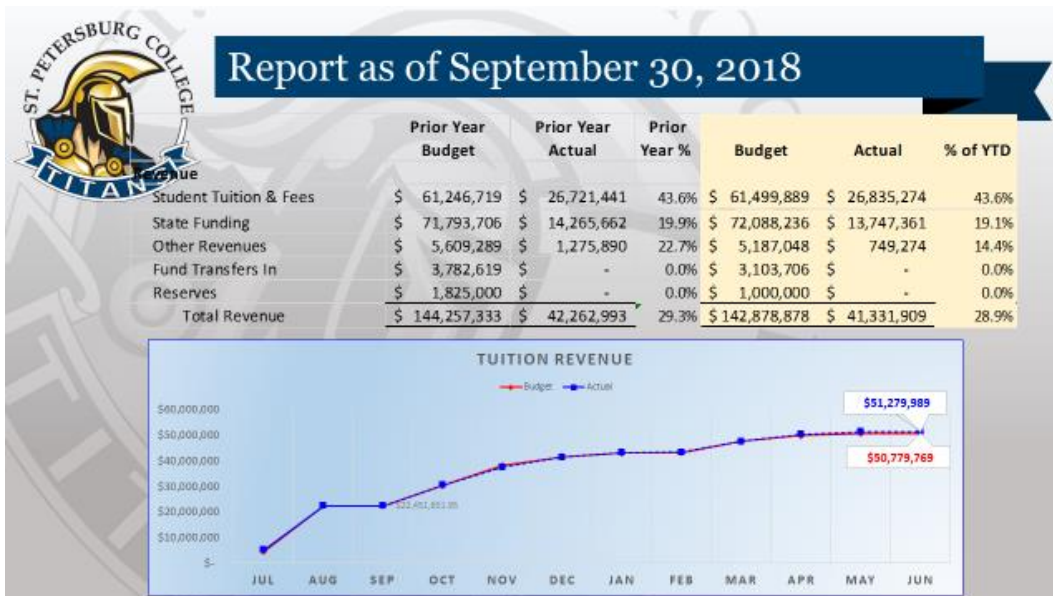 ST. PETERSBURG COLLEGE
TITANS
Report as of September 30, 2018
Prior Year Budget Prior Year Actual Prior Year % Budget Actual % of YTD
Revenue
Student Tuition & Fees $ 61,246,719 $ 26,721,441 43.6% $ 61,499,889 $ 26,835,274 43.6%
State Funding $ 71,793,706 $ 14,265,662 19.9% $ 72,088,236 $ 13,747,361 19.1%
Other Revenues $ 5,609,289 $ 1,275,890 22.7% $ 5,187,048 $ 749,274 14.4%
Fund Transfers In $ 3,782,619 $ - 0.0% $ 3,103,706 $ - 0.0%
Reserves $ 1,825,000 $ - 0.0% $ 1,000,000 $ - 0.0%
Total Revenue $ 144,257,333 $ 42,262,993 29.3% $ 142,878,878 $ 41,331,909 28.9%
TUITION REVENUE
Budget Actual
$51,279,989
$60,000,000
$50,000,000
$50,779,769
$40,000,000
$30,000,000
$20,000,000
$10,000,000
$-
JUL AUG SEP OCT NOV DEC JAN FEB MAR APR MAY JUN